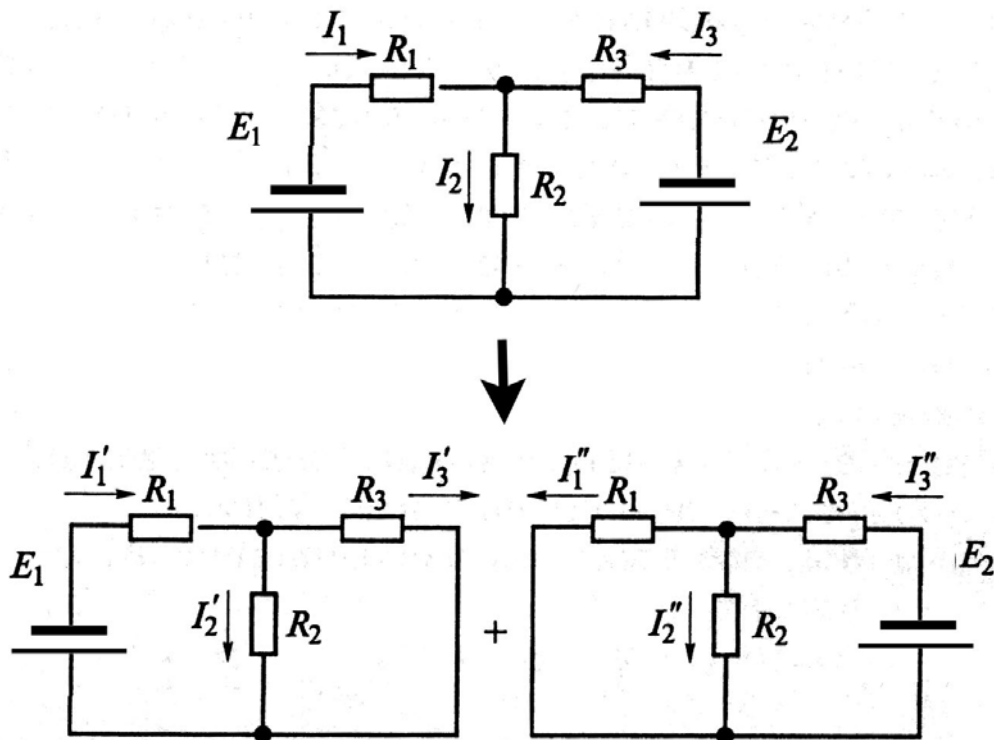 I₁ R₁ R₃ I₃
E₁ E₂
I₂ R₂
I₁′ R₁ I₃′ R₃ I₁″ R₁ R₃ I₃″
E₁ E₂
I₂′ R₂ + I₂″ R₂